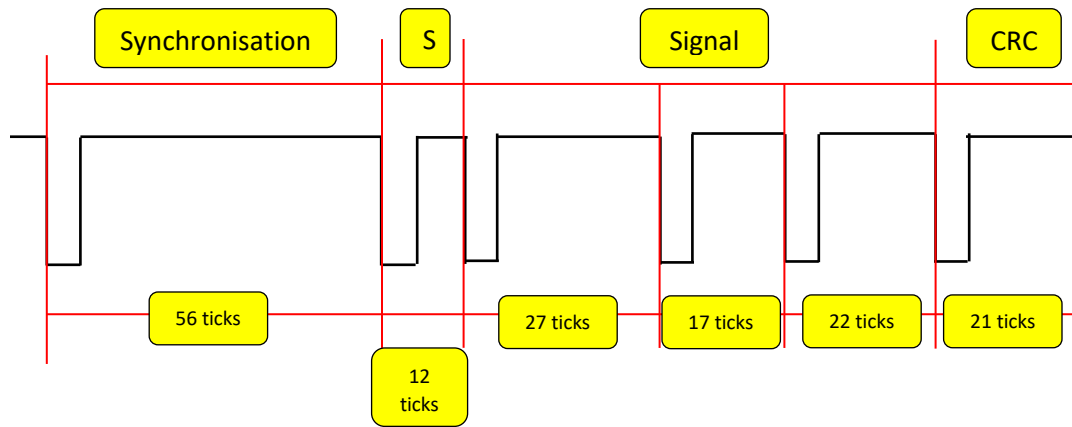 Synchronisation
S
Signal
CRC
56 ticks
27 ticks
17 ticks
22 ticks
21 ticks
12
ticks